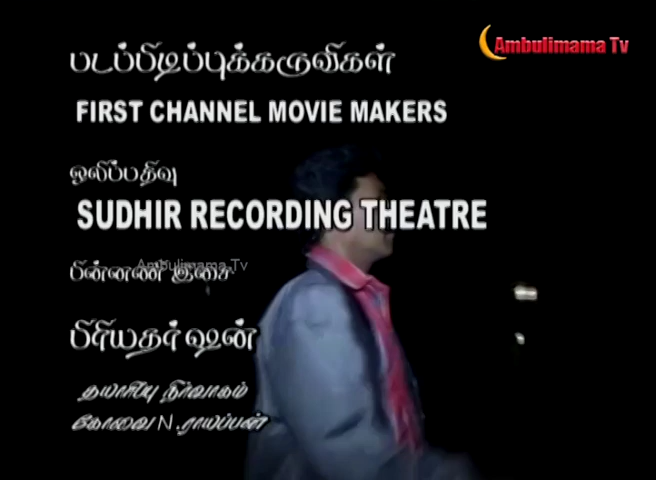 Ambulimama Tv
படப்பிடிப்புக்கருவிகள்
FIRST CHANNEL MOVIE MAKERS
ஒலிப்பதிவு
SUDHIR RECORDING THEATRE
Ambulimama Tv
பின்னணி இசை
பிரியதர்ஷன்
தயாரிப்பு நிர்வாகம்
கோவை N .ராயப்பன்